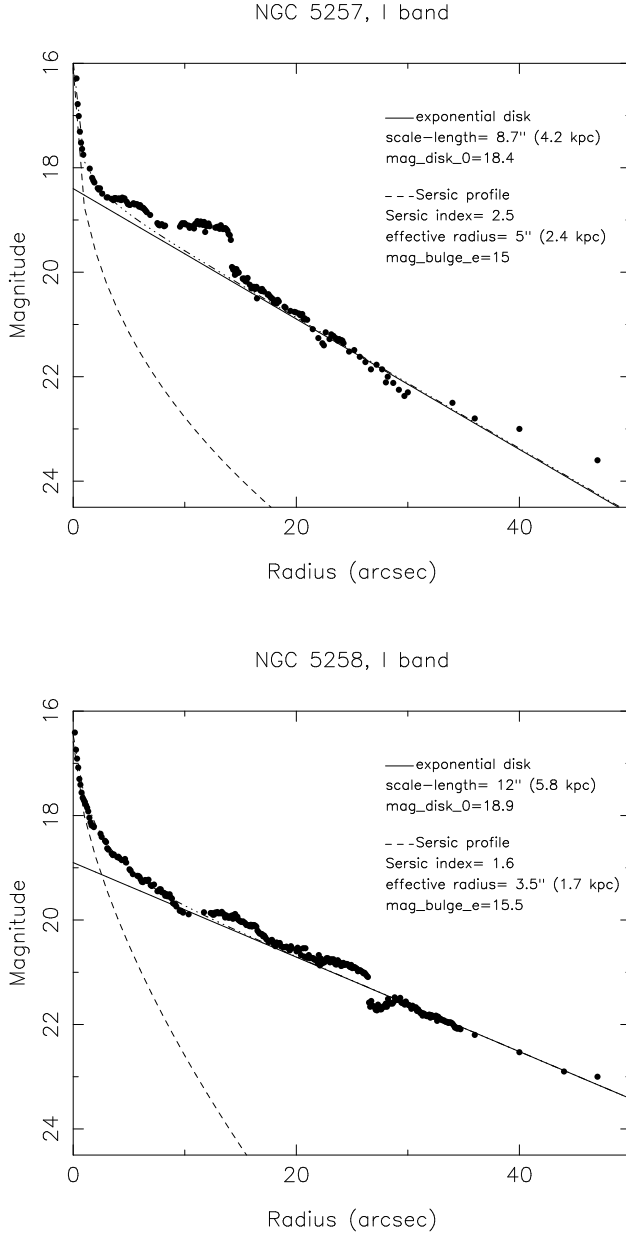 NGC 5257, I band
16
18
20
22
24
Magnitude
exponential disk
scale-length= 8.7" (4.2 kpc)
mag_disk_0=18.4
Sersic profile
Sersic index= 2.5
effective radius= 5" (2.4 kpc)
mag_bulge_e=15
0
20
40
Radius (arcsec)
NGC 5258, I band
16
18
20
22
24
Magnitude
exponential disk
scale-length= 12" (5.8 kpc)
mag_disk_0=18.9
Sersic profile
Sersic index= 1.6
effective radius= 3.5" (1.7 kpc)
mag_bulge_e=15.5
0
20
40
Radius (arcsec)